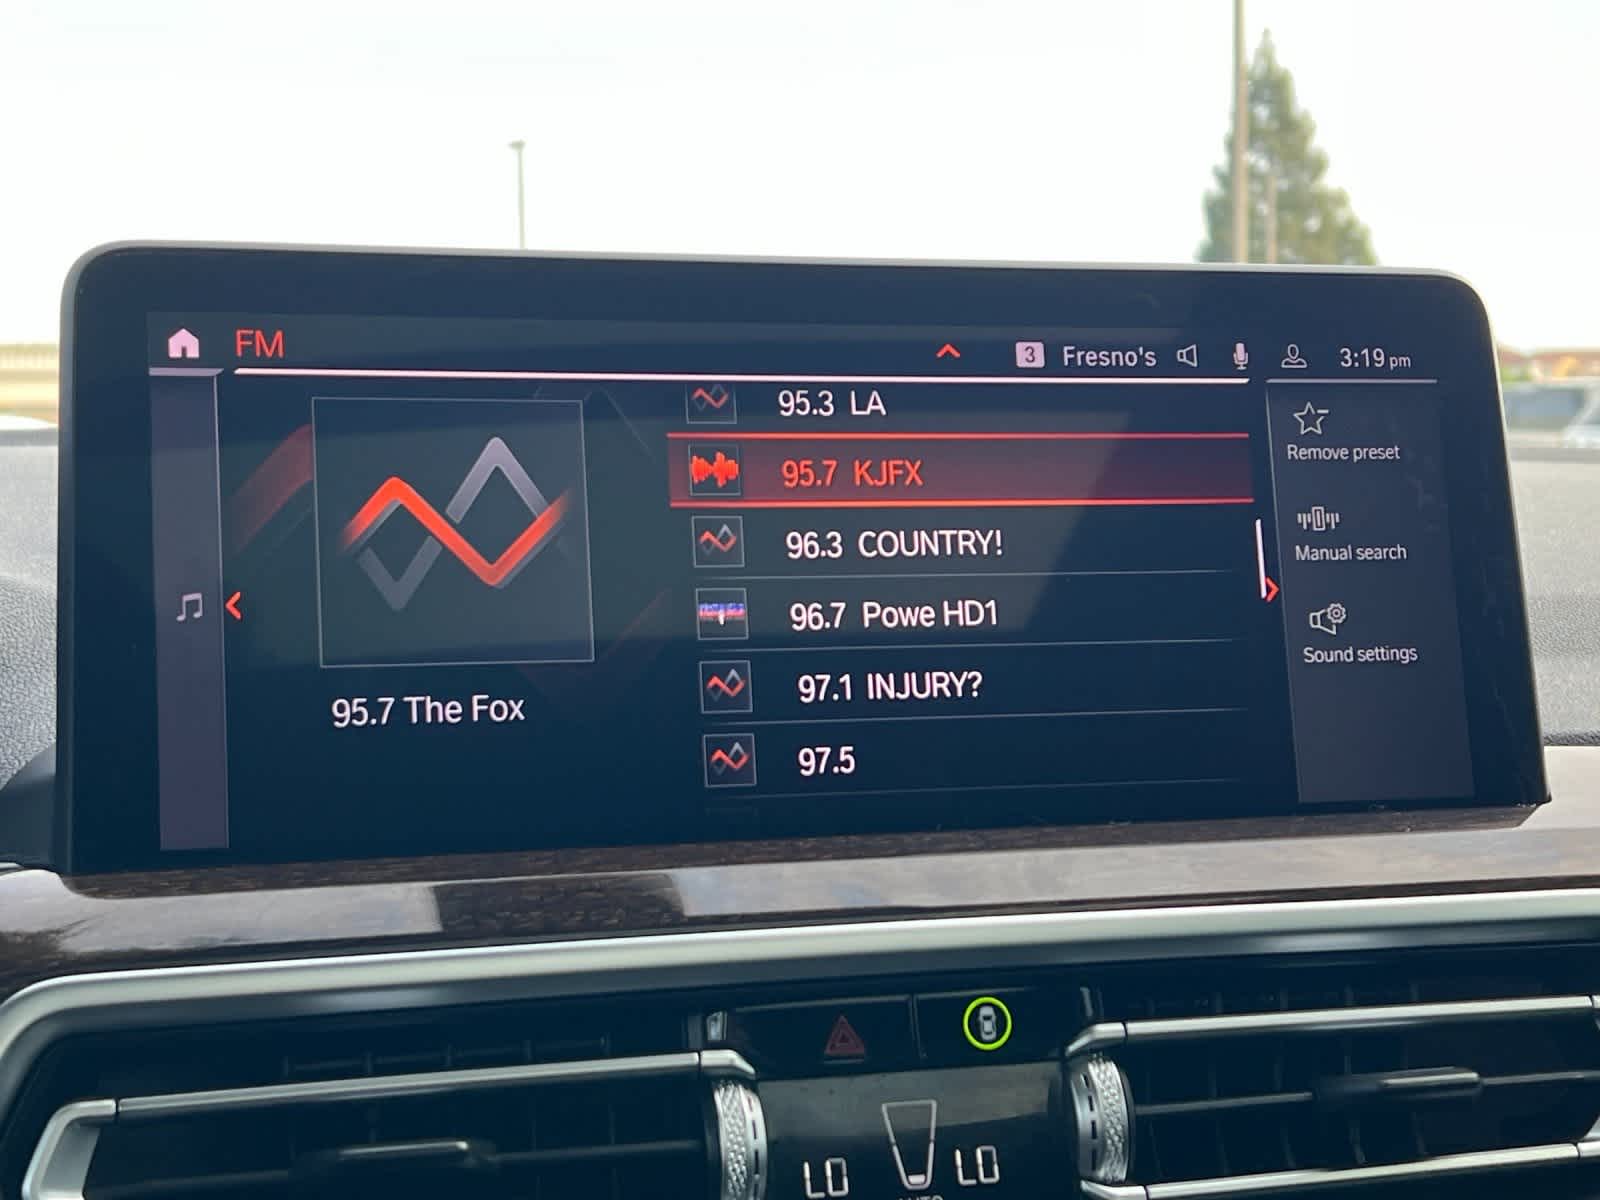 FM
3 Fresno's 3:19 pm
95.3 LA
95.7 KJFX
96.3 COUNTRY!
96.7 Powe HD1
97.1 INJURY?
97.5
95.7 The Fox
Remove preset
Manual search
Sound settings
LO LO
AUTO